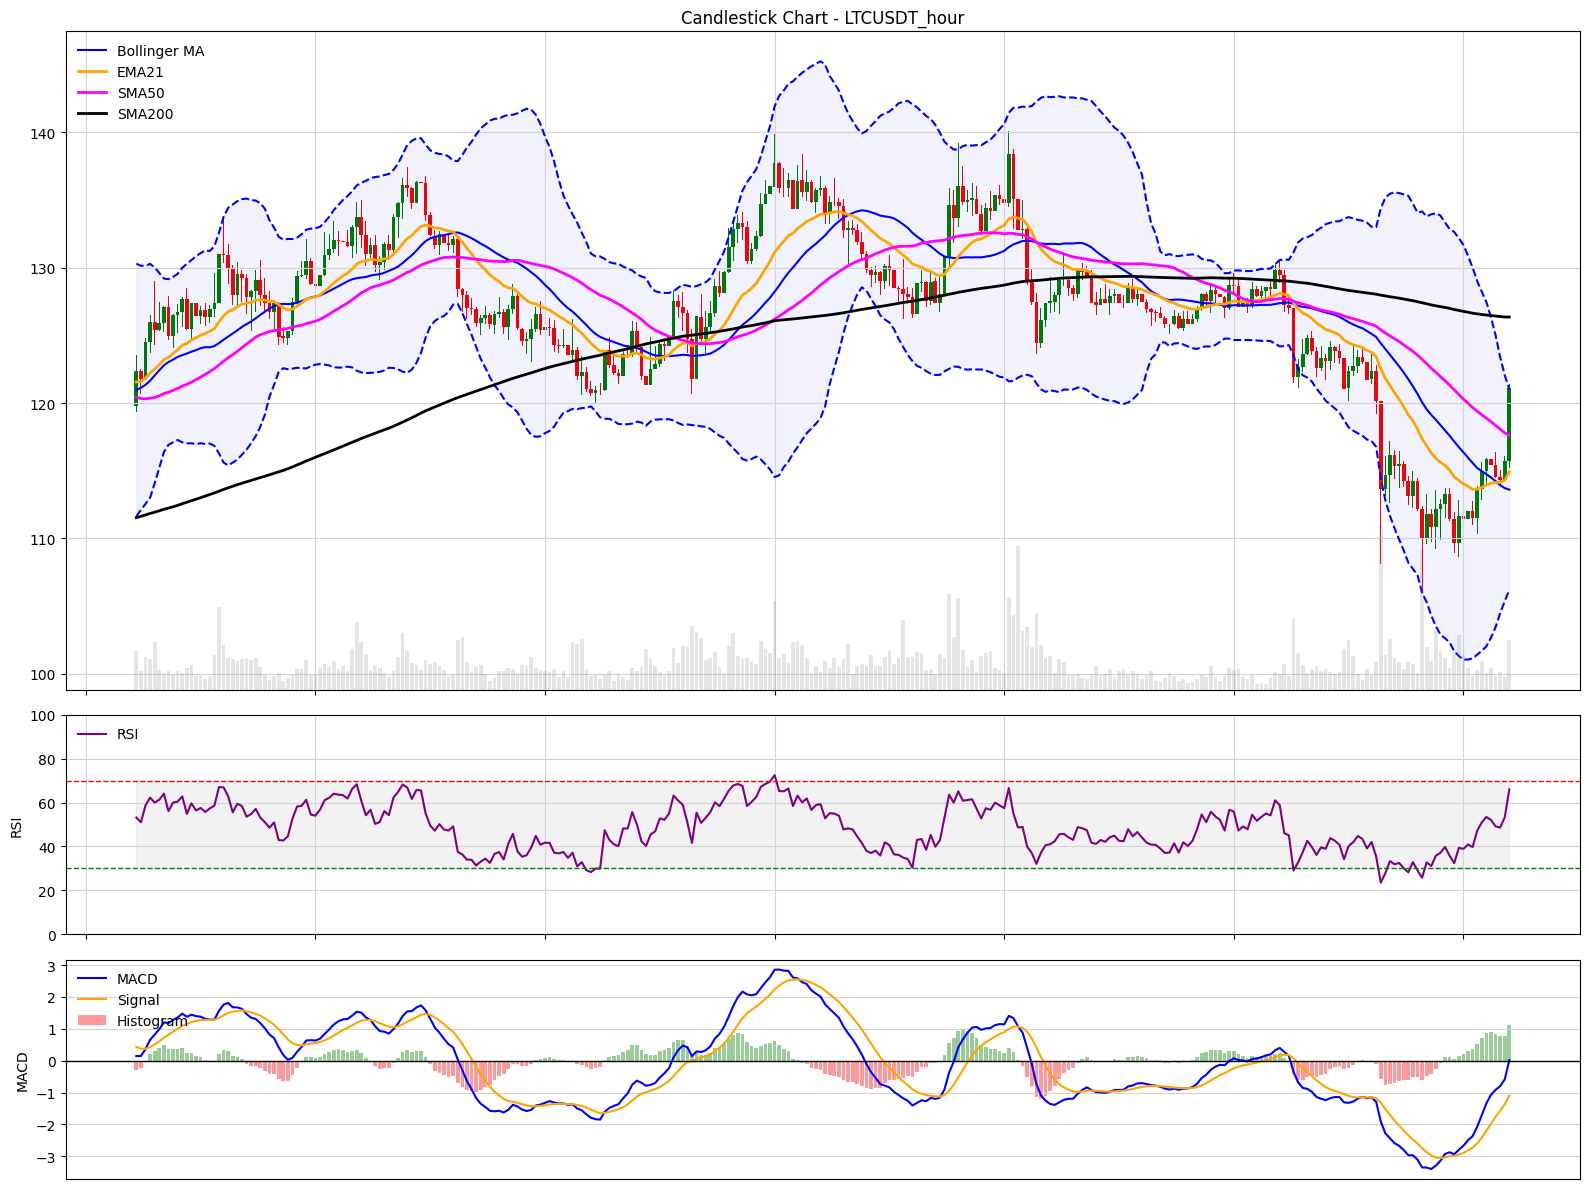 Candlestick Chart - LTCUSDT_hour
Bollinger MA
EMA21
SMA50
SMA200
140
130
120
110
100
RSI
100
80
60
40
20
0
RSI
MACD
Signal
Histogram
3
2
1
0
−1
−2
−3
MACD